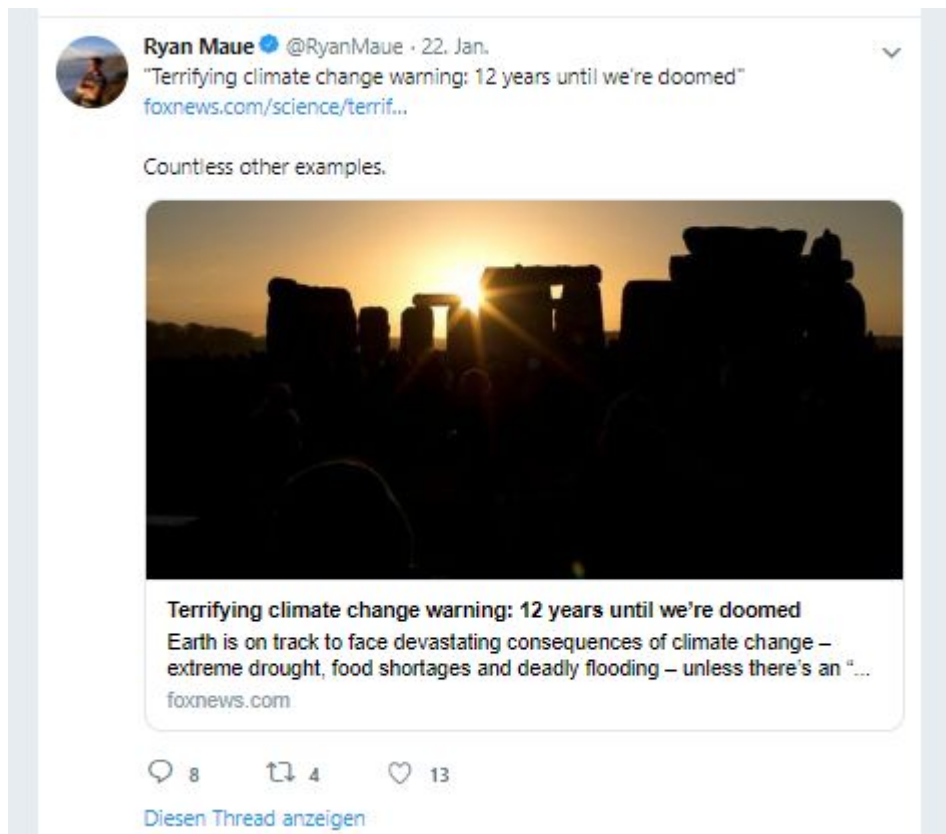 Ryan Maue @RyanMaue · 22. Jan.
"Terrifying climate change warning: 12 years until we're doomed"
foxnews.com/science/terrif...
Countless other examples.
Terrifying climate change warning: 12 years until we're doomed
Earth is on track to face devastating consequences of climate change –
extreme drought, food shortages and deadly flooding – unless there's an "...
foxnews.com
8 4 13
Diesen Thread anzeigen